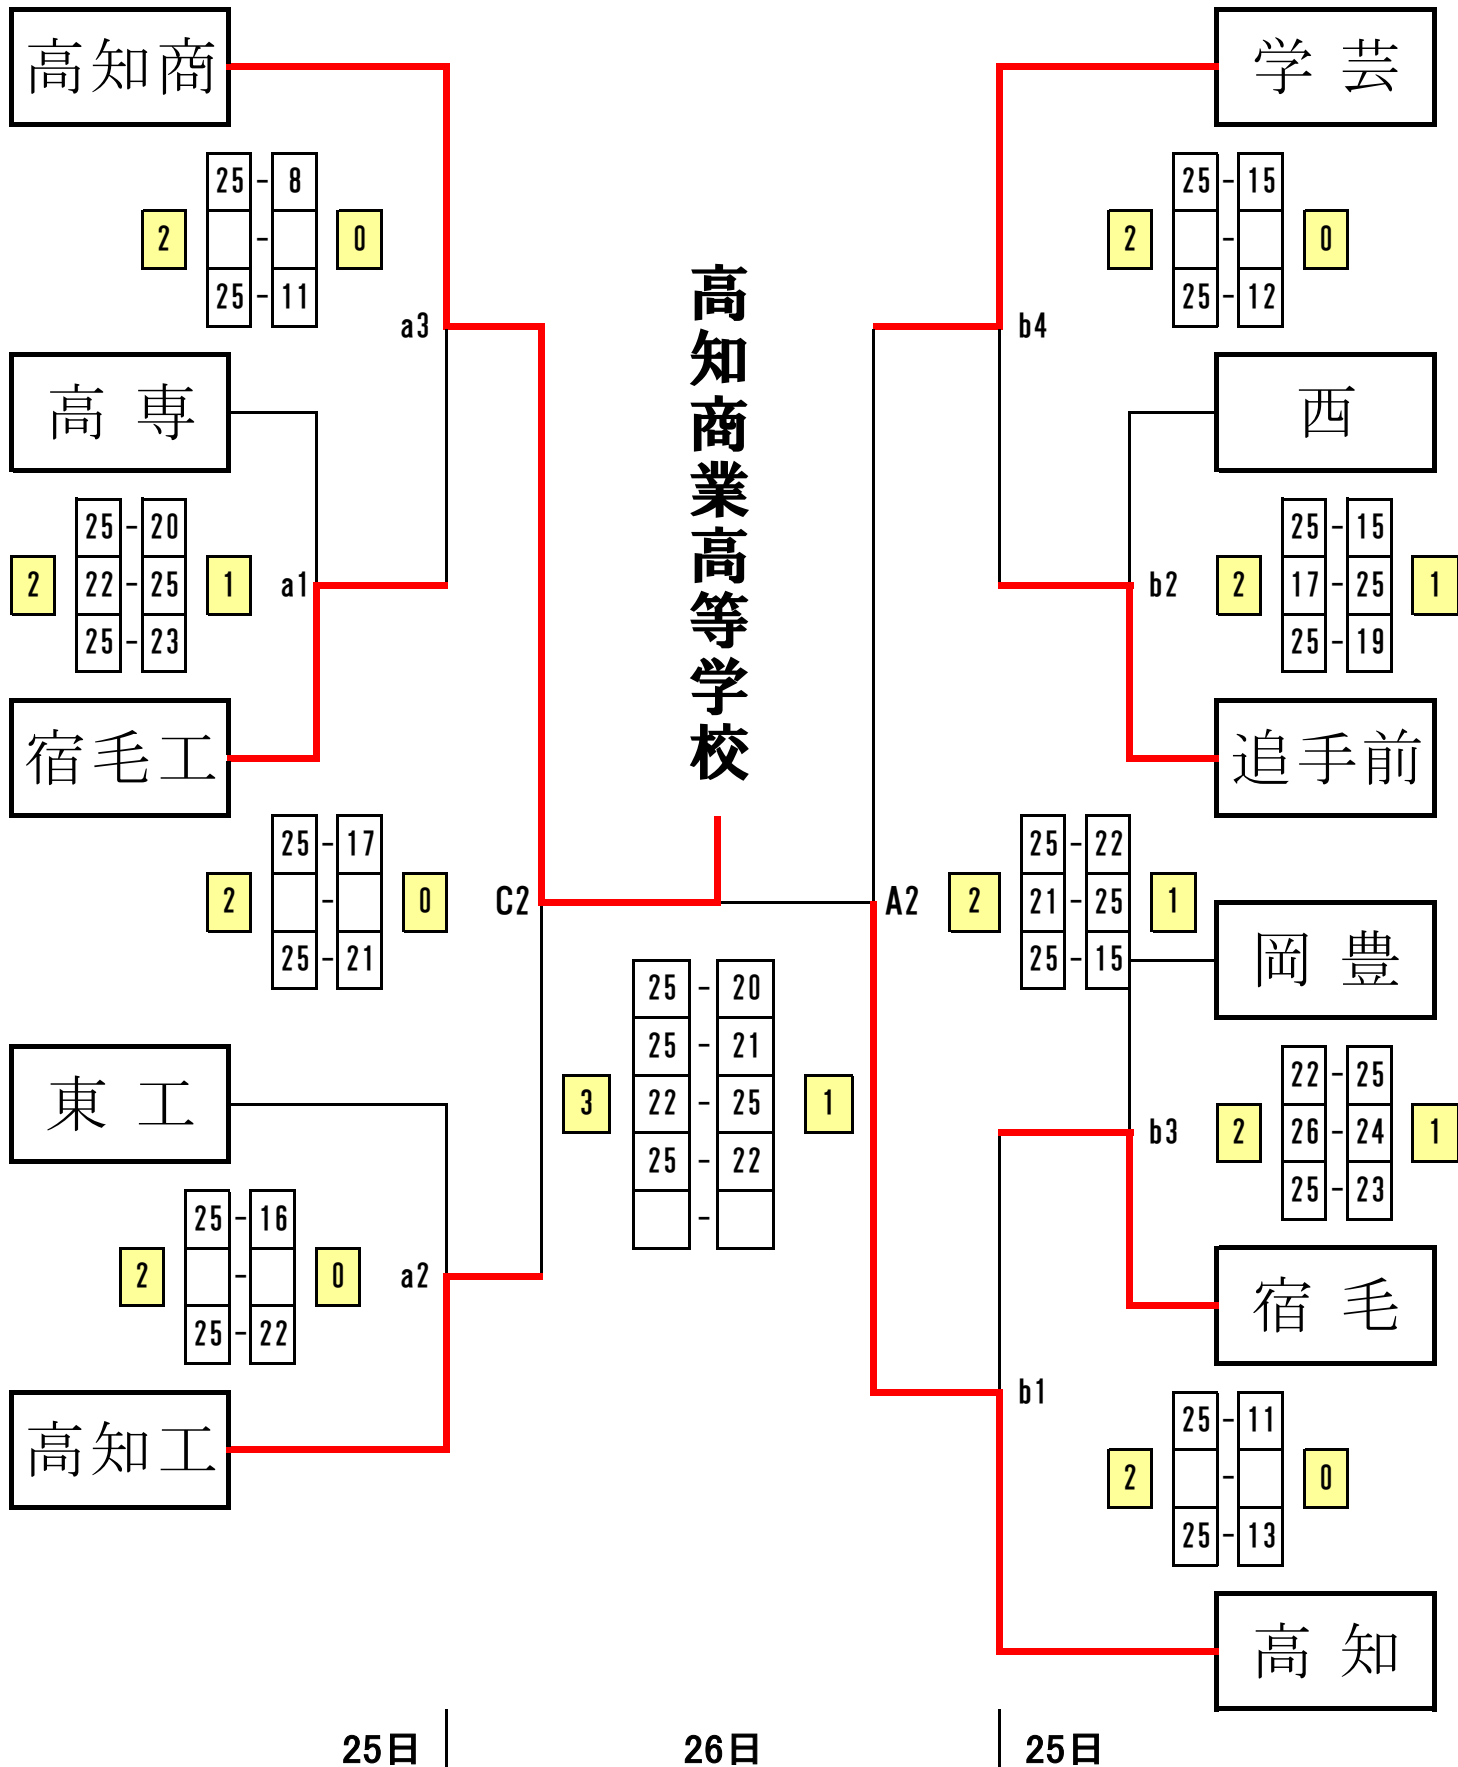 高知商
25-8
2 - 0
25-11
a3
高専
25-20
2 22-25 1
25-23
a1
宿毛工
25-17
2 - 0
25-21
C2
東工
25-16
2 - 0
25-22
a2
高知工
高知商業高等学校
25-20
25-21
3 22-25 1
25-22
-
学芸
25-15
2 - 0
25-12
b4
西
25-15
2 17-25 1
25-19
b2
追手前
25-22
A2 2 21-25 1
25-15
岡豊
22-25
2 26-24 1
25-23
b3
宿毛
b1
25-11
2 - 0
25-13
高知
25日 26日 25日